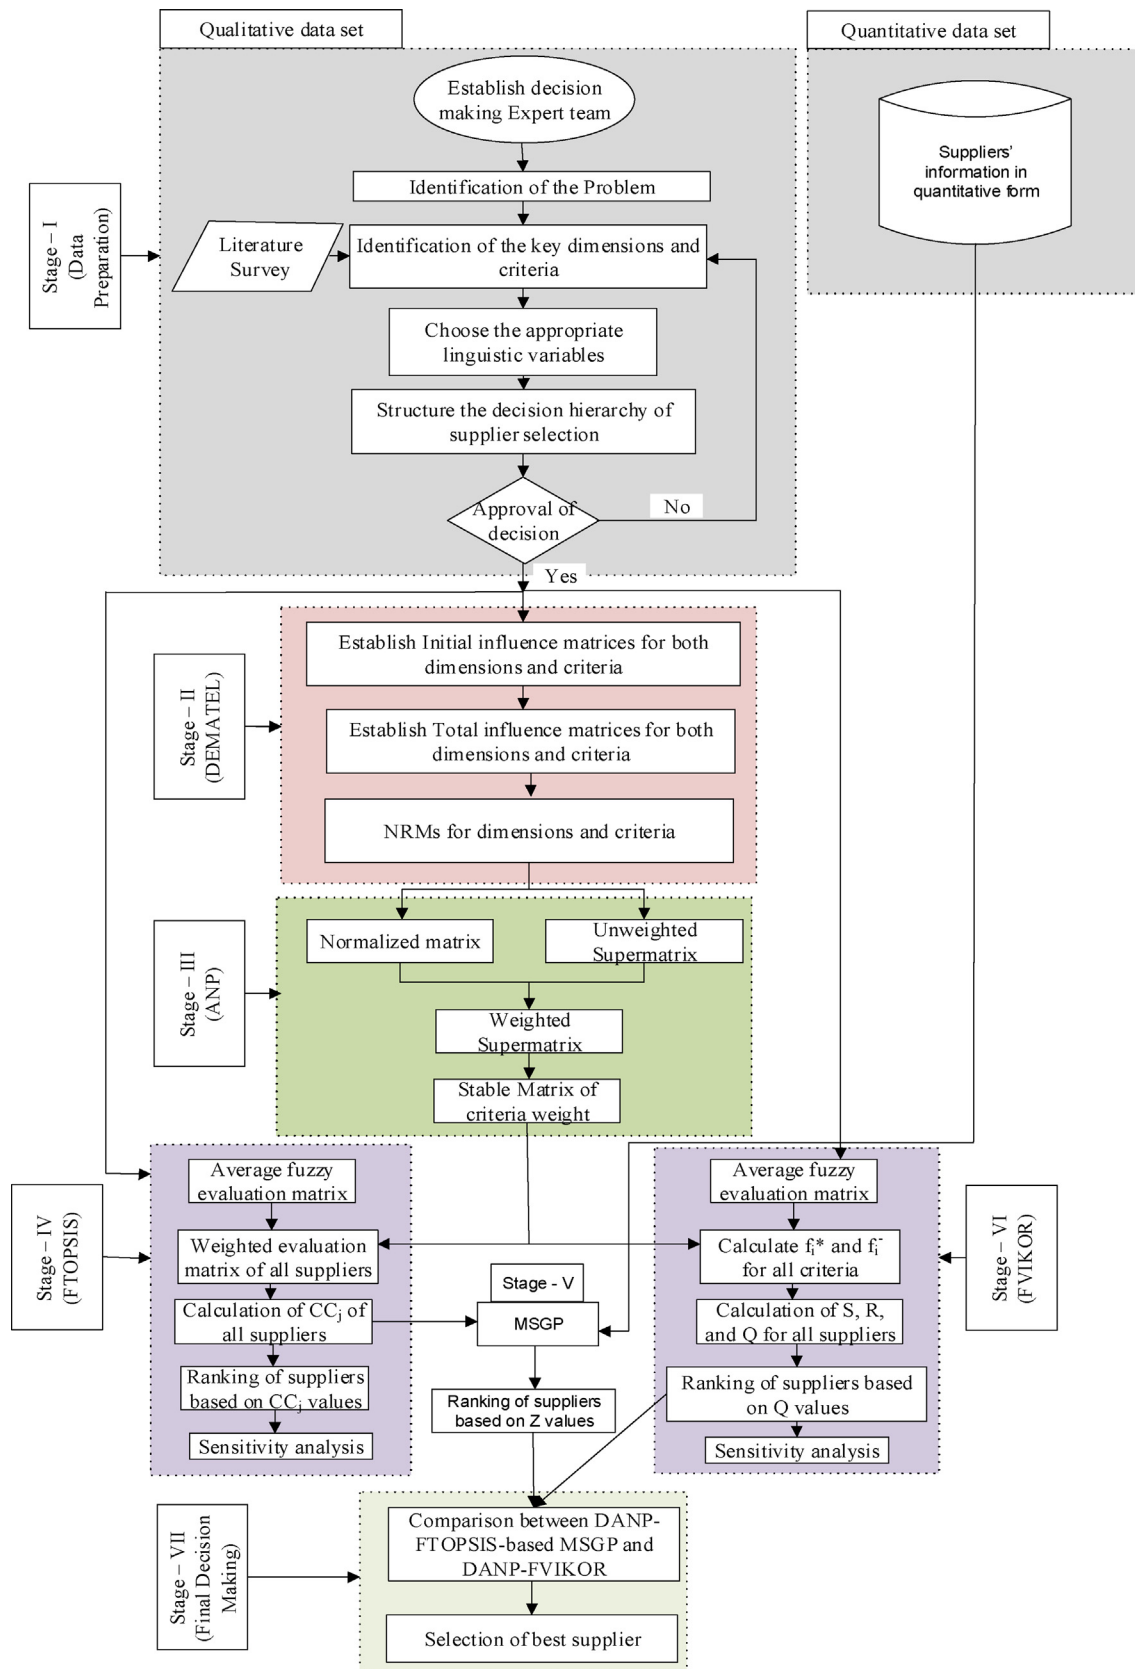 Qualitative data set
Quantitative data set
Establish decision
making Expert team
Suppliers'
information in
quantitative form
Identification of the Problem
Stage – I
(Data
Preparation)
Literature
Survey
Identification of the key dimensions and
criteria
Choose the appropriate
linguistic variables
Structure the decision hierarchy of
supplier selection
Approval of
decision
No
Yes
Stage – II
(DEMATEL)
Establish Initial influence matrices for both
dimensions and criteria
Establish Total influence matrices for both
dimensions and criteria
NRMs for dimensions and criteria
Stage – III
(ANP)
Normalized matrix
Unweighted
Supermatrix
Weighted
Supermatrix
Stable Matrix of
criteria weight
Stage – IV
(FTOPSIS)
Average fuzzy
evaluation matrix
Weighted evaluation
matrix of all suppliers
Calculation of CCj of
all suppliers
Ranking of suppliers
based on CCj values
Sensitivity analysis
Stage - V
MSGP
Ranking of suppliers
based on Z values
Average fuzzy
evaluation matrix
Calculate fi* and fi-
for all criteria
Calculation of S, R,
and Q for all suppliers
Ranking of suppliers based
on Q values
Sensitivity analysis
Stage – VI
(FVIKOR)
Stage – VII
(Final Decision
Making)
Comparison between DANP-
FTOPSIS-based MSGP and
DANP-FVIKOR
Selection of best supplier